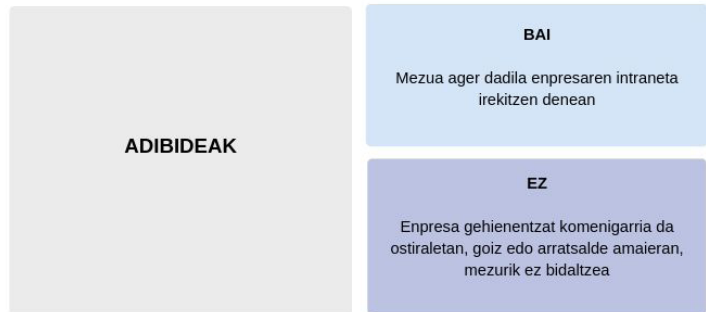 ADIBIDEAK
BAI
Mezua ager dadila enpresaren intraneta
irekitzen denean
EZ
Enpresa gehienentzat komenigarria da
ostiraletan, goiz edo arratsalde amaieran,
mezurik ez bidaltzea